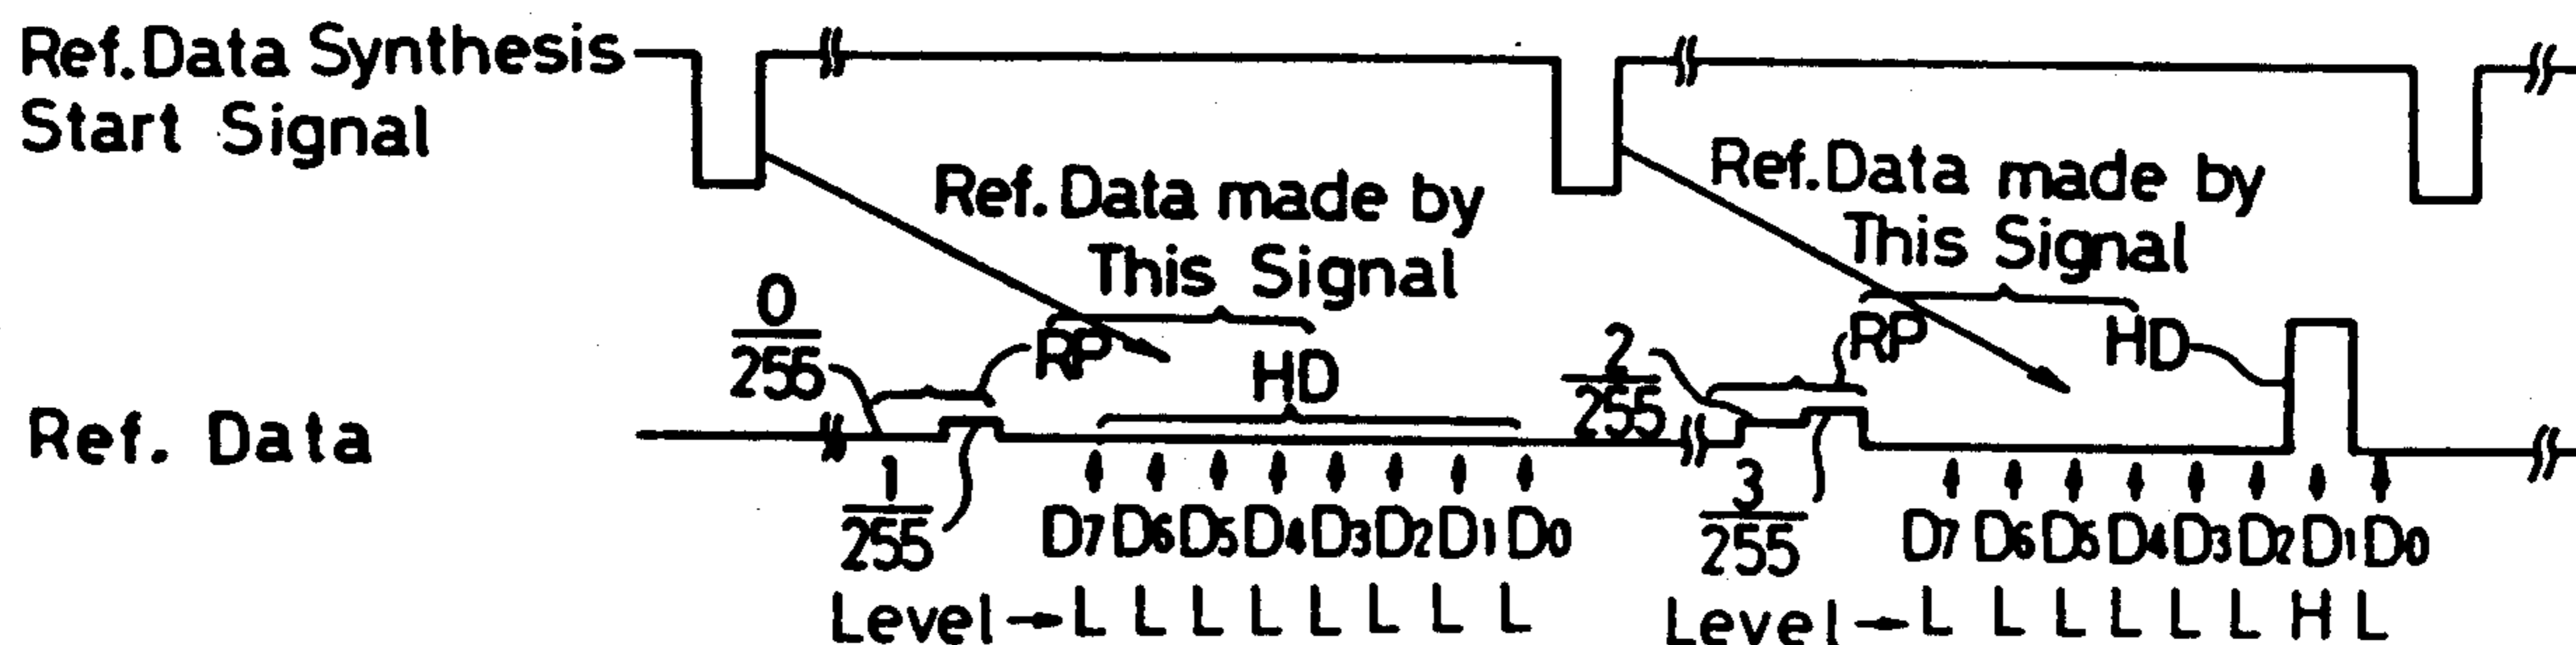 Ref.Data Synthesis
Start Signal
Ref.Data made by
This Signal
Ref.Data made by
This Signal
0
255
RP
HD
2
255
RP
HD
Ref. Data
1
255
D7 D6 D5 D4 D3 D2 D1 D0
3
255
D7 D6 D5 D4 D3 D2 D1 D0
Level → L L L L L L L L
Level → L L L L L L H L